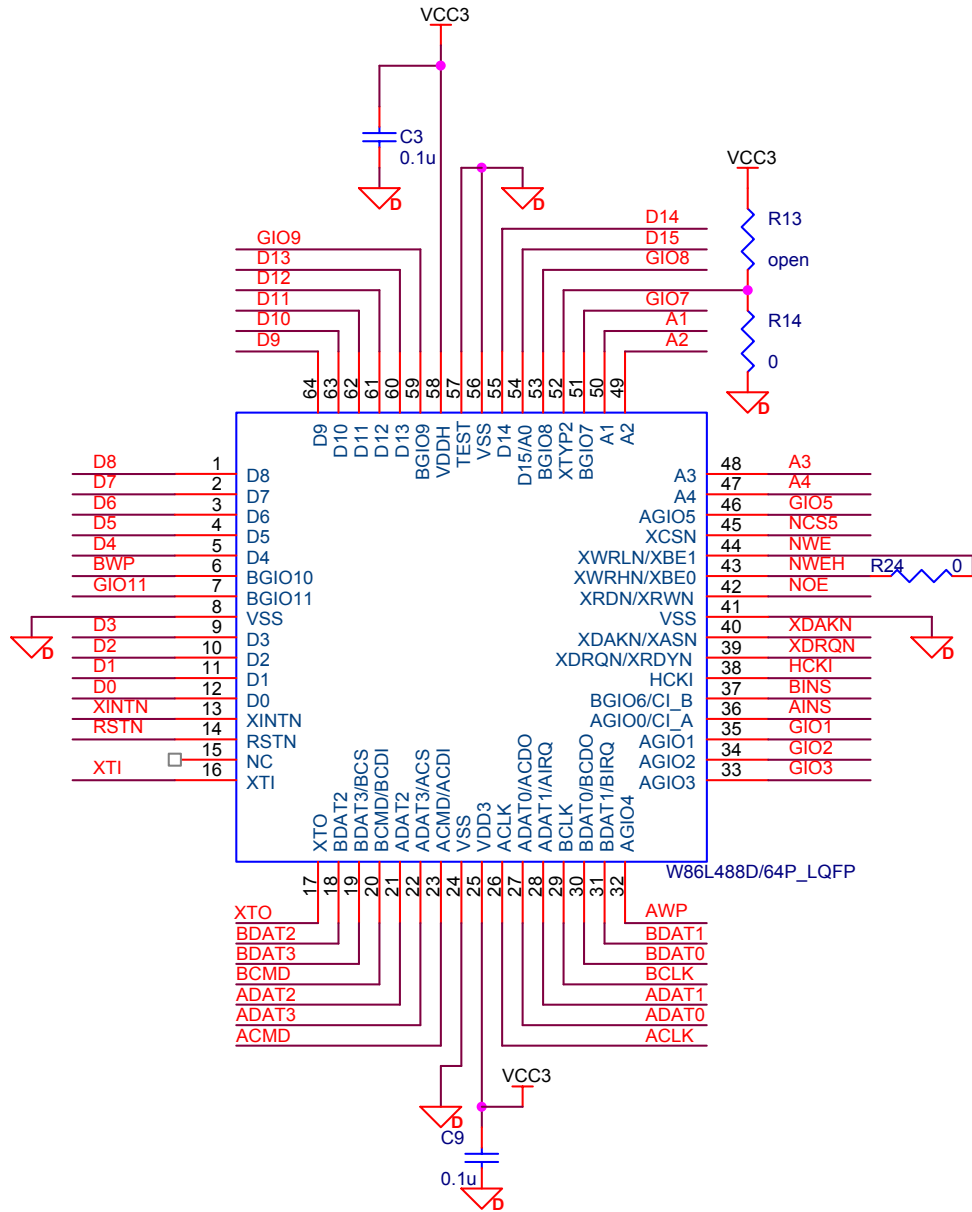 VCC3
C3
0.1u
D
D
VCC3
R13
open
R14
0
D
GIO9
D13
D12
D11
D10
D9
D14
D15
GIO8
GIO7
A1
A2
64
63
62
61
60
59
58
57
56
55
54
53
52
51
50
49
D9
D10
D11
D12
D13
BGIO9
VDDH
TEST
VSS
D14
D15/A0
BGIO8
XTYP2
BGIO7
A1
A2
D8 1 D8
D7 2 D7
D6 3 D6
D5 4 D5
D4 5 D4
BWP 6 BGIO10
GIO11 7 BGIO11
8 VSS
D
D3 9 D3
D2 10 D2
D1 11 D1
D0 12 D0
XINTN 13 XINTN
RSTN 14 RSTN
15 NC
XTI 16 XTI
A3 48 A3
A4 47 A4
AGIO5 46 GIO5
XCSN 45 NCS5
XWRLN/XBE1 44 NWE
XWRHN/XBE0 43 NWEH R24 0
XRDN/XRWN 42 NOE
VSS 41
D
XDAKN/XASN 40 XDAKN
XDRQN/XRDYN 39 XDRQN
HCKI 38 HCKI
BGIO6/CI_B 37 BINS
AGIO0/CI_A 36 AINS
AGIO1 35 GIO1
AGIO2 34 GIO2
AGIO3 33 GIO3
XTO
BDAT2
BDAT3/BCS
BCMD/BCDI
ADAT2
ADAT3/ACS
ACMD/ACDI
VSS
VDD3
ACLK
ADAT0/ACDO
ADAT1/AIRQ
BCLK
BDAT0/BCDO
BDAT1/BIRQ
AGIO4
W86L488D/64P_LQFP
17
18
19
20
21
22
23
24
25
26
27
28
29
30
31
32
XTO
BDAT2
BDAT3
BCMD
ADAT2
ADAT3
ACMD
AWP
BDAT1
BDAT0
BCLK
ADAT1
ADAT0
ACLK
VCC3
D
C9
0.1u
D